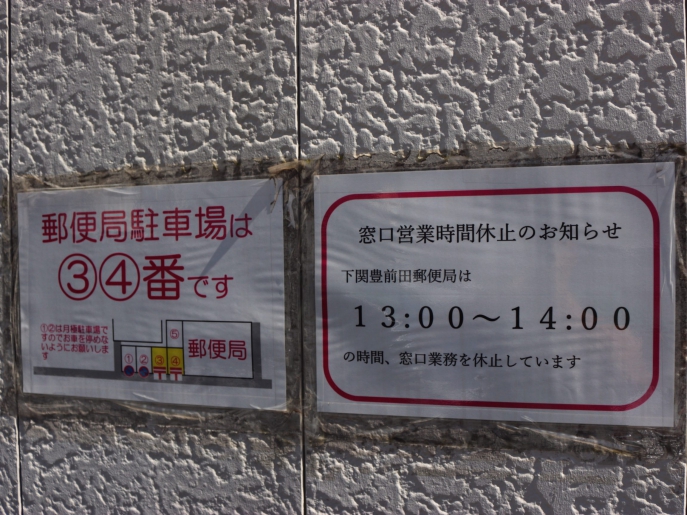 郵便局駐車場は
③④番です
①②は月極駐車場で
すのでお車を停めな
いようにお願いしま
す
⑤
①②③④
郵便局
窓口営業時間休止のお知らせ
下関豊前田郵便局は
13:00～14:00
の時間、窓口業務を休止しています